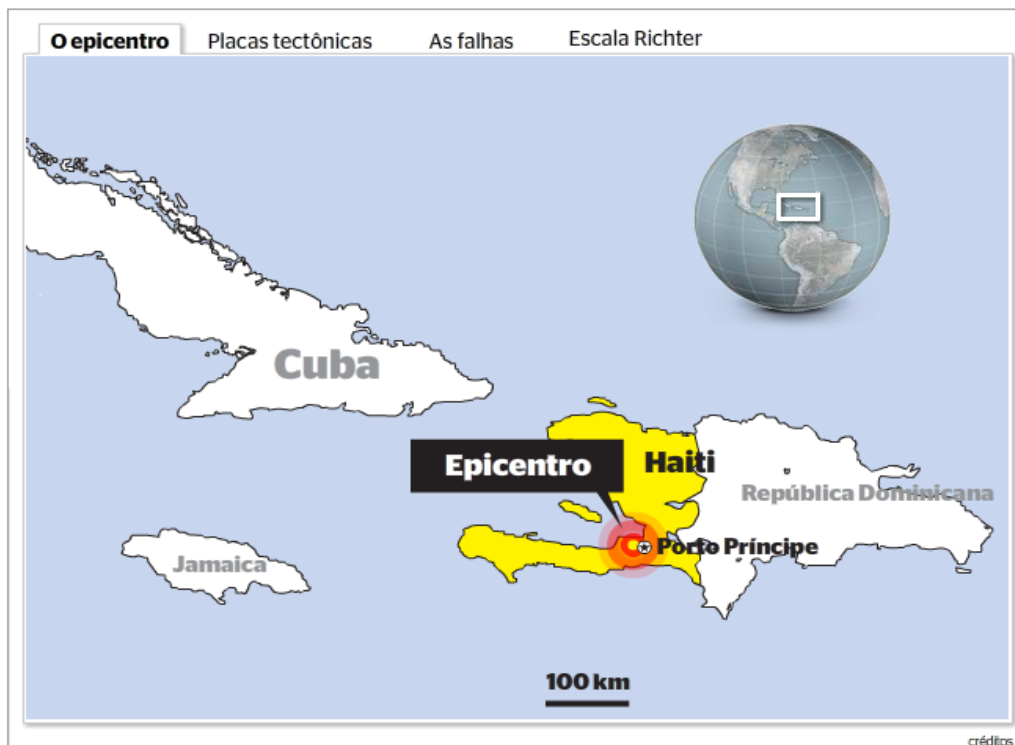 O epicentro Placas tectônicas As falhas Escala Richter
Cuba
Epicentro
Haiti
República Dominicana
Porto Príncipe
Jamaica
100 km
créditos